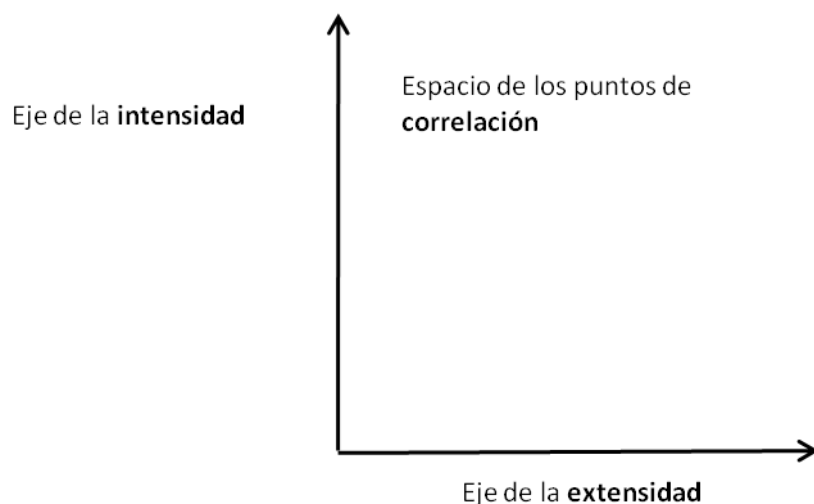 Espacio de los puntos de
correlación
Eje de la intensidad
Eje de la extensidad